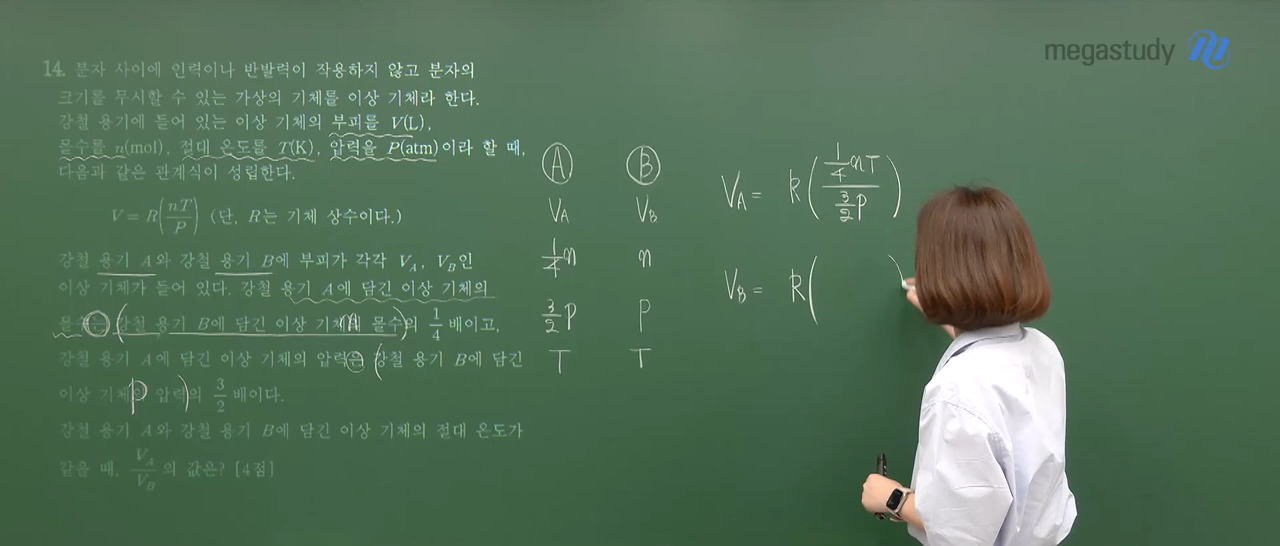 megastudy
14. 분자 사이에 인력이나 반발력이 작용하지 않고 분자의
크기를 무시할 수 있는 가상의 기체를 이상 기체라 한다.
강철 용기에 들어 있는 이상 기체의 부피를 V(L),
몰수를 n(mol), 절대 온도를 T(K), 압력을 P(atm)이라 할 때,
다음과 같은 관계식이 성립한다.
V = R(nT/P) (단, R는 기체 상수이다.)
강철 용기 A와 강철 용기 B에 부피가 각각 V_A, V_B인
이상 기체가 들어 있다. 강철 용기 A에 담긴 이상 기체의
몰수는 (강철 용기 B에 담긴 이상 기체의 몰수)의 1/4배이고,
강철 용기 A에 담긴 이상 기체의 압력은 (강철 용기 B에 담긴
이상 기체의 압력)의 3/2배이다.
강철 용기 A와 강철 용기 B에 담긴 이상 기체의 절대 온도가
같을 때, V_A/V_B의 값은? [4점]
n
P
A B
V_A V_B
1/4 n n
3/2 P P
T T
V_A = R(1/4 nT / 3/2 P)
V_B = R( )